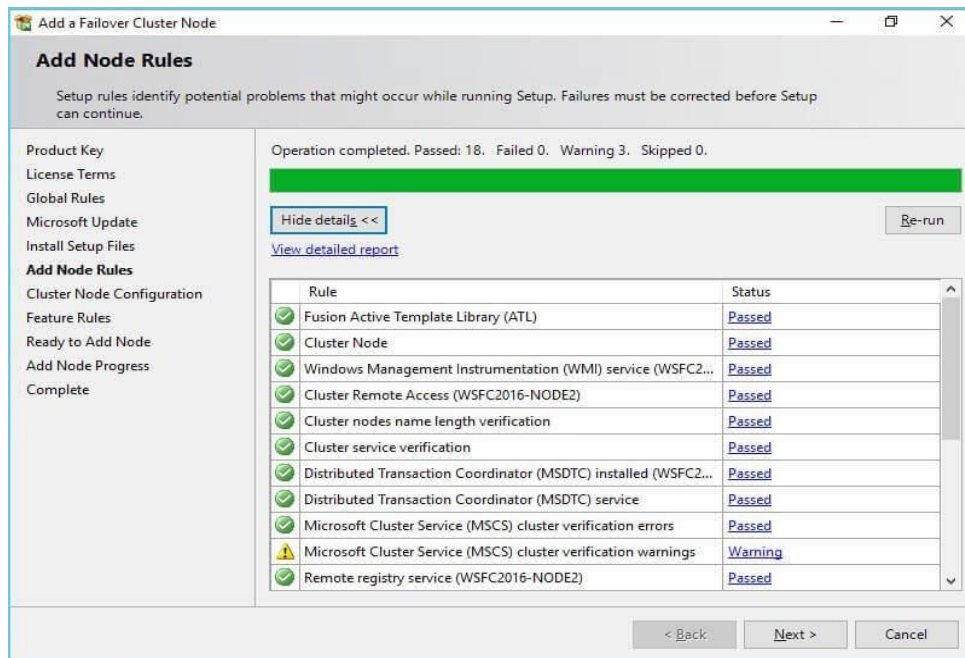 Add a Failover Cluster Node
Add Node Rules
Setup rules identify potential problems that might occur while running Setup. Failures must be corrected before Setup
can continue.
Product Key
License Terms
Global Rules
Microsoft Update
Install Setup Files
Add Node Rules
Cluster Node Configuration
Feature Rules
Ready to Add Node
Add Node Progress
Complete
Operation completed. Passed: 18. Failed 0. Warning 3. Skipped 0.
Hide details <<
Re-run
View detailed report
Rule Status
Fusion Active Template Library (ATL) Passed
Cluster Node Passed
Windows Management Instrumentation (WMI) service (WSFC2... Passed
Cluster Remote Access (WSFC2016-NODE2) Passed
Cluster nodes name length verification Passed
Cluster service verification Passed
Distributed Transaction Coordinator (MSDTC) installed (WSFC2... Passed
Distributed Transaction Coordinator (MSDTC) service Passed
Microsoft Cluster Service (MSCS) cluster verification errors Passed
Microsoft Cluster Service (MSCS) cluster verification warnings Warning
Remote registry service (WSFC2016-NODE2) Passed
< Back Next > Cancel